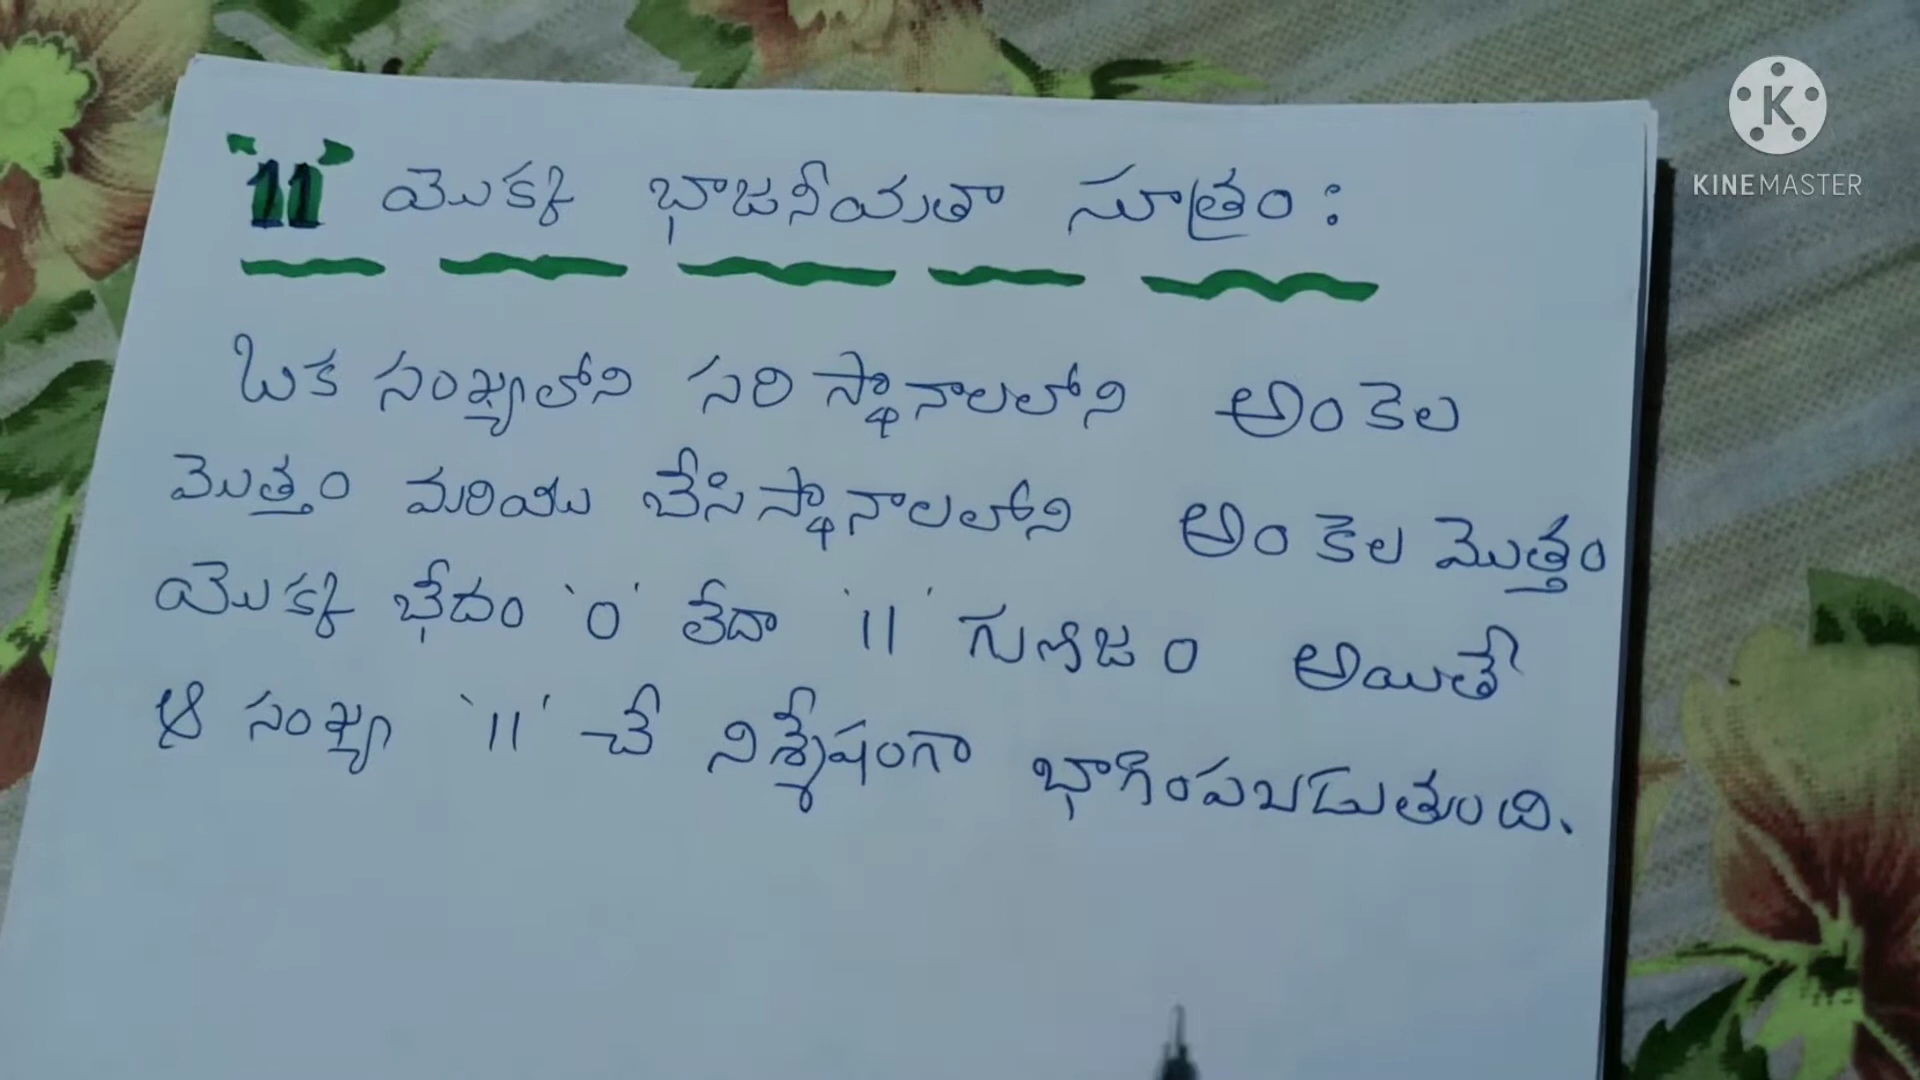 "11" యొక్క భాజనీయతా సూత్రం :
ఒక సంఖ్యలోని సరి స్థానాలలోని అంకెల
మొత్తం మరియు బేసి స్థానాలలోని అంకెల మొత్తం
యొక్క భేదం '0' లేదా '11' గుణిజం అయితే
ఆ సంఖ్య '11' చే నిశ్శేషంగా భాగింపబడుతుంది.
K
KINEMASTER